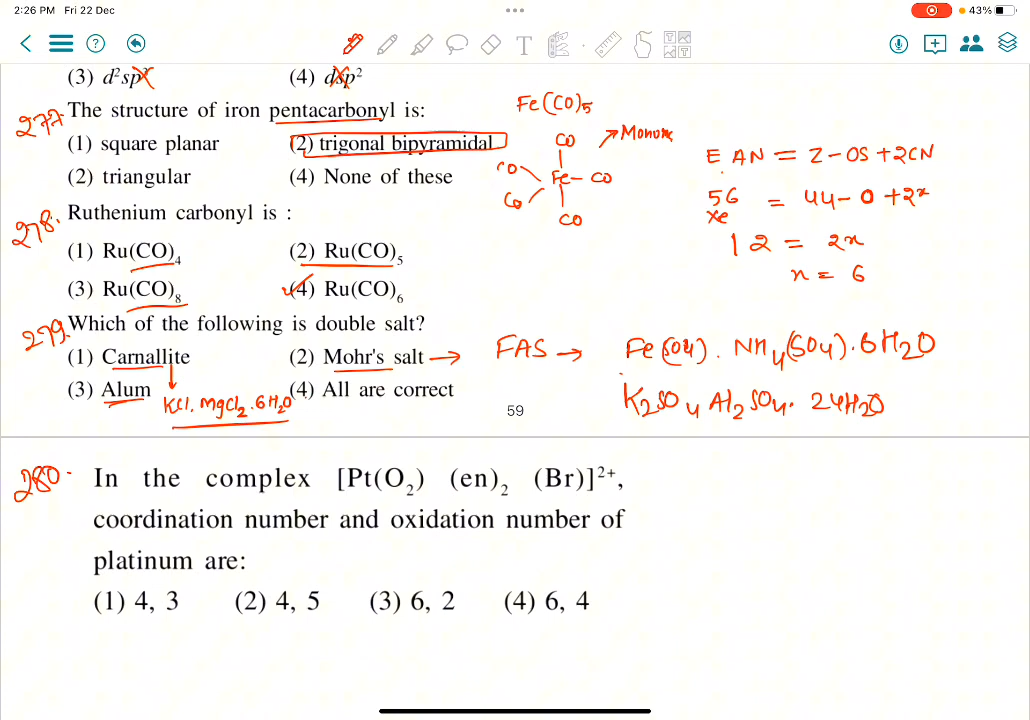 2:26 PM Fri 22 Dec
43%
(3) d²sp³ (4) dsp²
277. The structure of iron pentacarbonyl is:
(1) square planar (2) trigonal bipyramidal
(2) triangular (4) None of these
Fe(CO)5
CO
CO Fe- CO
CO
CO
EAN = Z - OS + 2CN
56 = 44 - 0 + 2x
Xe
12 = 2x
x = 6
278. Ruthenium carbonyl is :
(1) Ru(CO)₄ (2) Ru(CO)₅
(3) Ru(CO)₈ (4) Ru(CO)₆
279. Which of the following is double salt?
(1) Carnallite (2) Mohr's salt → FAS → Fe(SO4). NH4(SO4).6H2O
(3) Alum (4) All are correct
KCl. MgCl2.6H2O
K2SO4 Al2SO4. 24H2O
59
280. In the complex [Pt(O₂) (en)₂ (Br)]²⁺,
coordination number and oxidation number of
platinum are:
(1) 4, 3 (2) 4, 5 (3) 6, 2 (4) 6, 4